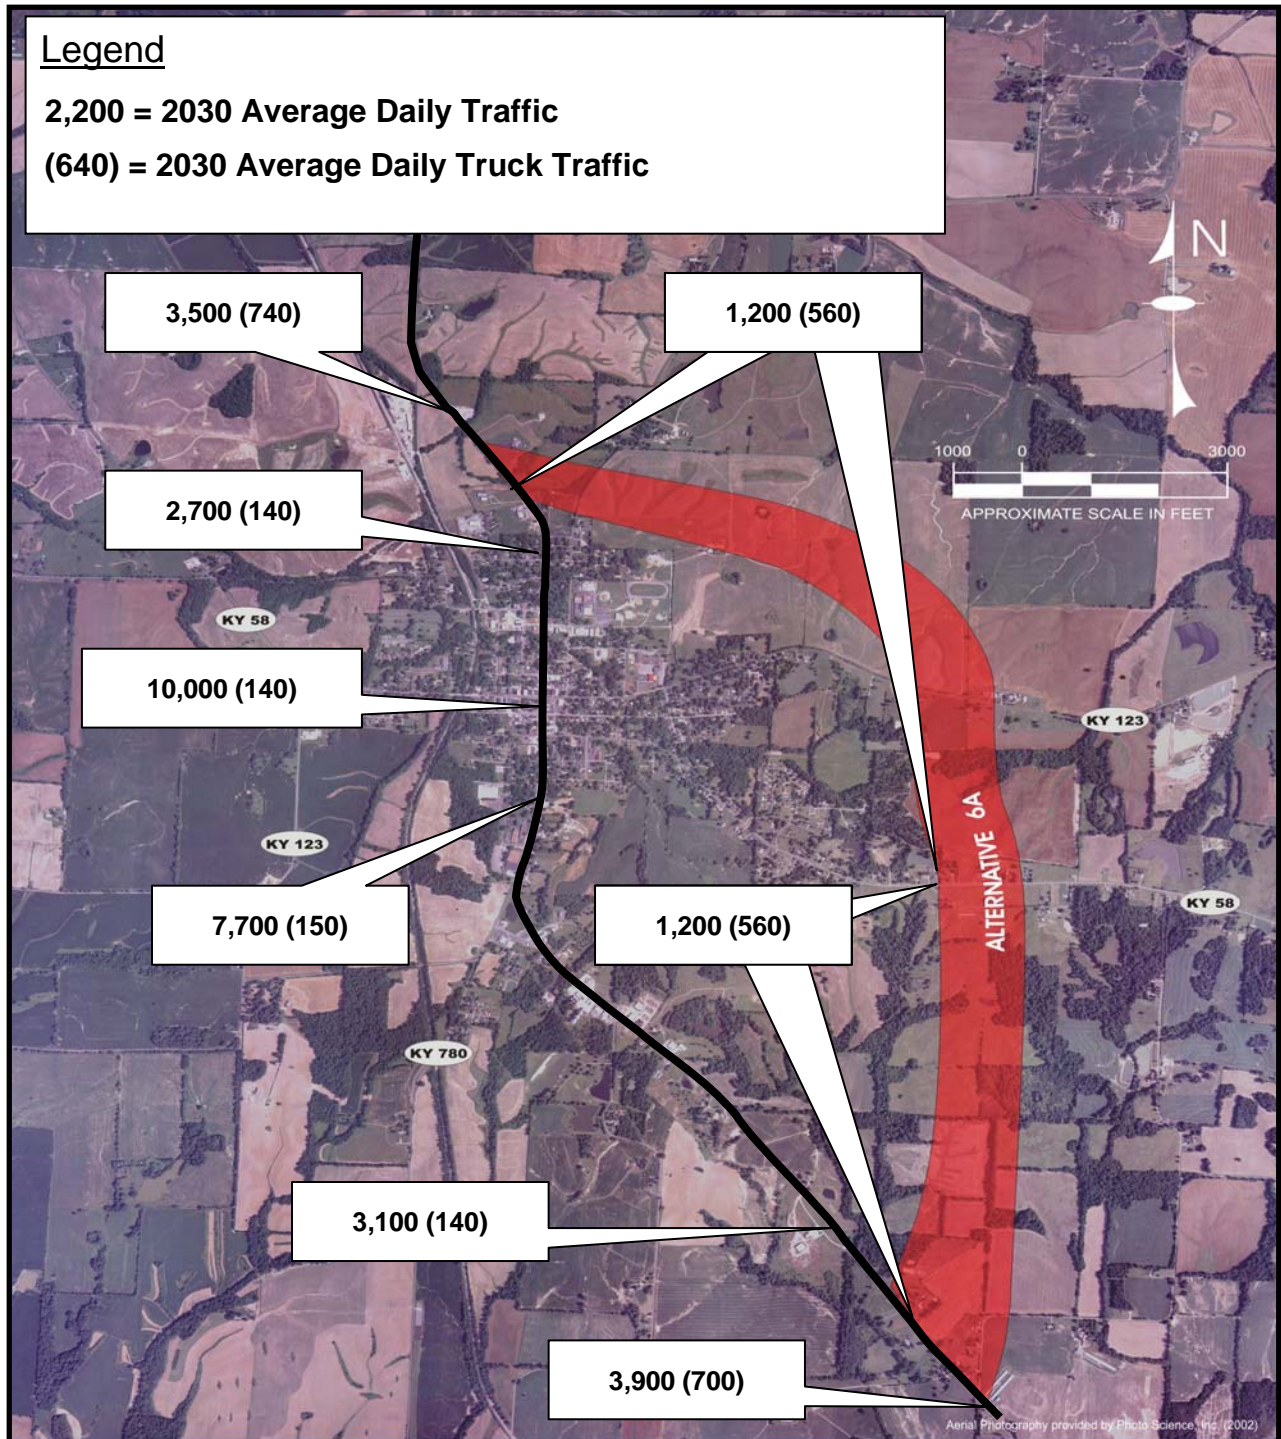 Legend
2,200 = 2030 Average Daily Traffic
(640) = 2030 Average Daily Truck Traffic
N
3,500 (740)
1,200 (560)
1000 0 3000
APPROXIMATE SCALE IN FEET
2,700 (140)
KY 58
10,000 (140)
KY 123
KY 123
ALTERNATIVE 6A
7,700 (150)
1,200 (560)
KY 58
KY 780
3,100 (140)
3,900 (700)
Aerial Photography provided by Photo Science, Inc. (2002)